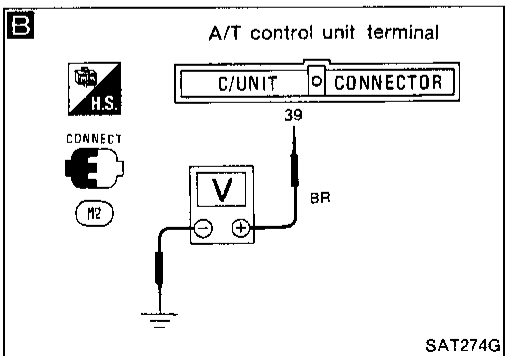 B
A/T control unit terminal
C/UNIT CONNECTOR
H.S.
39
CONNECT
V
BR
M2
SAT274G